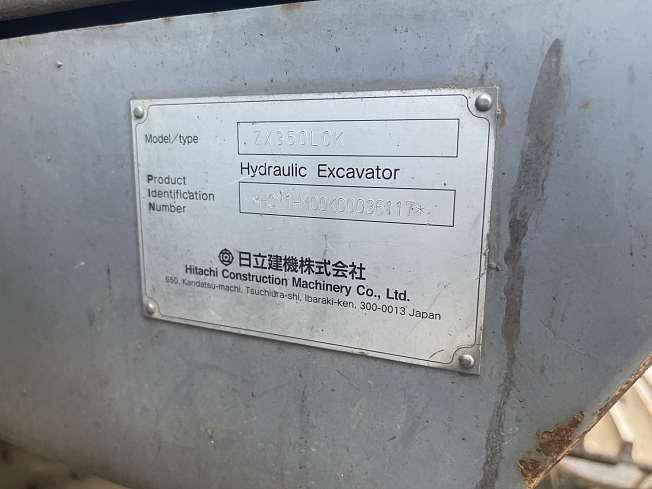 Model/type
ZX350LCK
Hydraulic Excavator
Product
Identification
Number
*HCM1HM00K00036117*
日立建機株式会社
Hitachi Construction Machinery Co., Ltd.
650, Kandatsu-machi, Tsuchiura-shi, Ibaraki-ken, 300-0013 Japan